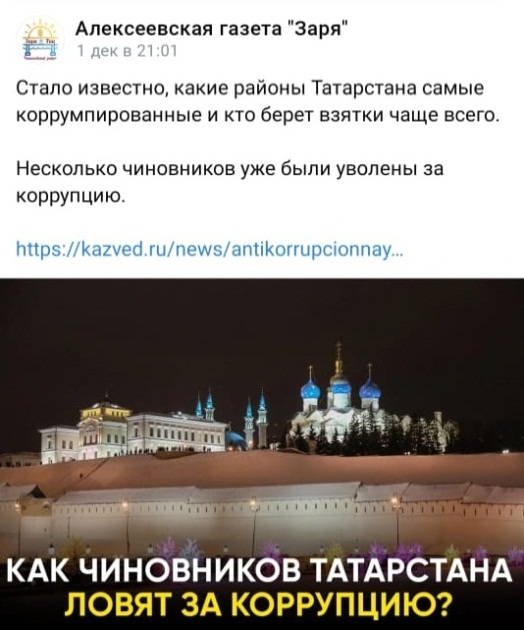 Алексеевская газета "Заря"
1 дек в 21:01
Стало известно, какие районы Татарстана самые
коррумпированные и кто берет взятки чаще всего.
Несколько чиновников уже были уволены за
коррупцию.
https://kazved.ru/news/antikorrupcionnay...
КАК ЧИНОВНИКОВ ТАТАРСТАНА
ЛОВЯТ ЗА КОРРУПЦИЮ?